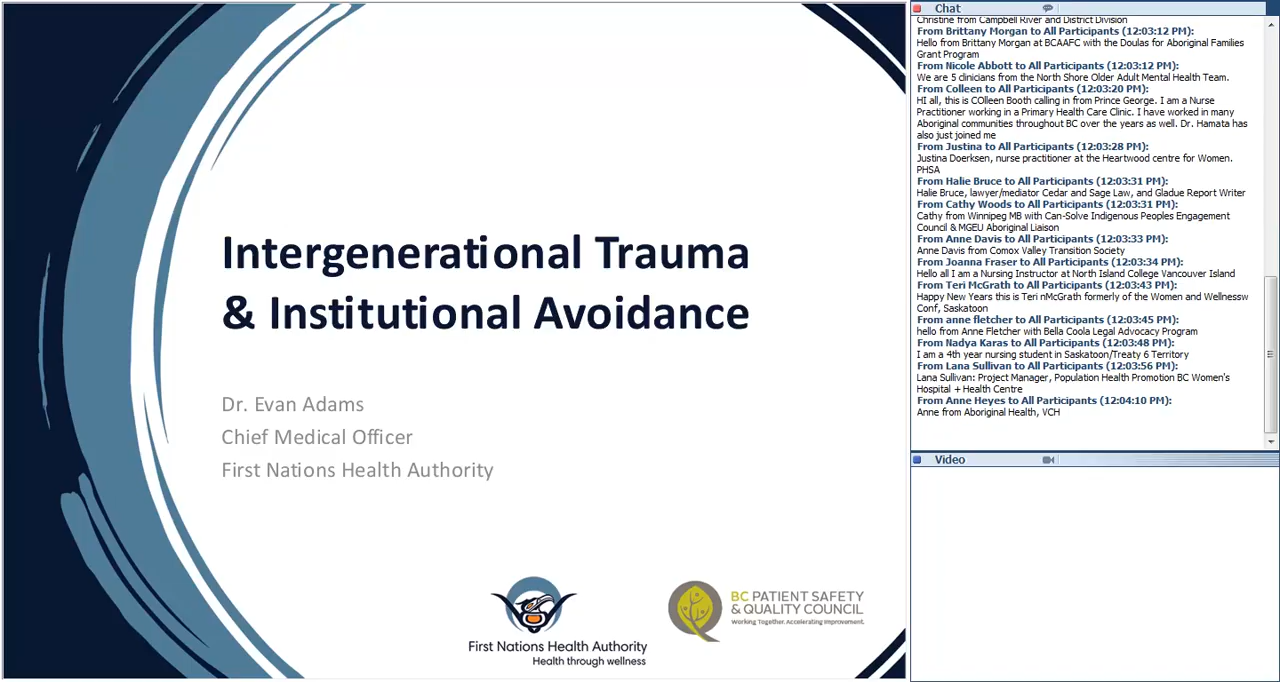 Intergenerational Trauma
& Institutional Avoidance
Dr. Evan Adams
Chief Medical Officer
First Nations Health Authority
First Nations Health Authority
Health through wellness
BC PATIENT SAFETY
& QUALITY COUNCIL
Working Together. Accelerating Improvement.
Chat
Christine from Campbell River and District Division
From Brittany Morgan to All Participants (12:03:12 PM):
Hello from Brittany Morgan at BCAAFC with the Doulas for Aboriginal Families
Grant Program
From Nicole Abbott to All Participants (12:03:12 PM):
We are 5 clinicians from the North Shore Older Adult Mental Health Team.
From Colleen to All Participants (12:03:20 PM):
HI all, this is COlleen Booth calling in from Prince George. I am a Nurse
Practitioner working in a Primary Health Care Clinic. I have worked in many
Aboriginal communities throughout BC over the years as well. Dr. Hamata has
also just joined me
From Justina to All Participants (12:03:28 PM):
Justina Doerksen, nurse practitioner at the Heartwood centre for Women.
PHSA
From Halie Bruce to All Participants (12:03:31 PM):
Halie Bruce, lawyer/mediator Cedar and Sage Law, and Gladue Report Writer
From Cathy Woods to All Participants (12:03:31 PM):
Cathy from Winnipeg MB with Can-Solve Indigenous Peoples Engagement
Council & MGEU Aboriginal Liaison
From Anne Davis to All Participants (12:03:33 PM):
Anne Davis from Comox Valley Transition Society
From Joanna Fraser to All Participants (12:03:34 PM):
Hello all I am a Nursing Instructor at North Island College Vancouver Island
From Teri McGrath to All Participants (12:03:43 PM):
Happy New Years this is Teri nMcGrath formerly of the Women and Wellnessw
Conf, Saskatoon
From anne fletcher to All Participants (12:03:45 PM):
hello from Anne Fletcher with Bella Coola Legal Advocacy Program
From Nadya Karas to All Participants (12:03:48 PM):
I am a 4th year nursing student in Saskatoon/Treaty 6 Territory
From Lana Sullivan to All Participants (12:03:56 PM):
Lana Sullivan: Project Manager, Population Health Promotion BC Women's
Hospital + Health Centre
From Anne Heyes to All Participants (12:04:10 PM):
Anne from Aboriginal Health, VCH
Video